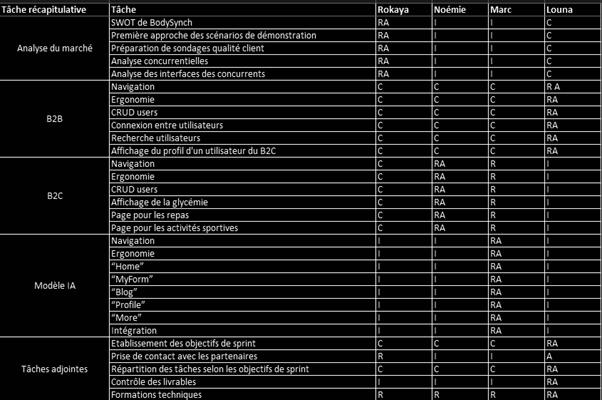 Tâche récapitulative Tâche Rokaya Noémie Marc Louna
Analyse du marché
SWOT de BodySynch RA I I C
Première approche des scénarios de démonstration RA I I C
Préparation de sondages qualité client RA I I C
Analyse concurrentielles RA I I C
Analyse des interfaces des concurrents RA I I C
B2B
Navigation C C C R A
Ergonomie C C C RA
CRUD users C C C RA
Connexion entre utilisateurs C C C RA
Recherche utilisateurs C C C RA
Affichage du profil d'un utilisateur du B2C C C C RA
B2C
Navigation C RA R I
Ergonomie C RA R I
CRUD users C RA R I
Affichage de la glycémie C RA R I
Page pour les repas C RA R I
Page pour les activités sportives C RA R I
Modèle IA
Navigation I I RA I
Ergonomie I I RA I
“Home” I I RA I
“MyForm” I I RA I
“Blog” I I RA I
“Profile” I I RA I
“More” I I RA I
Intégration I I RA I
Tâches adjointes
Etablissement des objectifs de sprint C C C RA
Prise de contact avec les partenaires R I I A
Répartition des tâches selon les objectifs de sprint C C C RA
Contrôle des livrables I I I RA
Formations techniques R R R RA